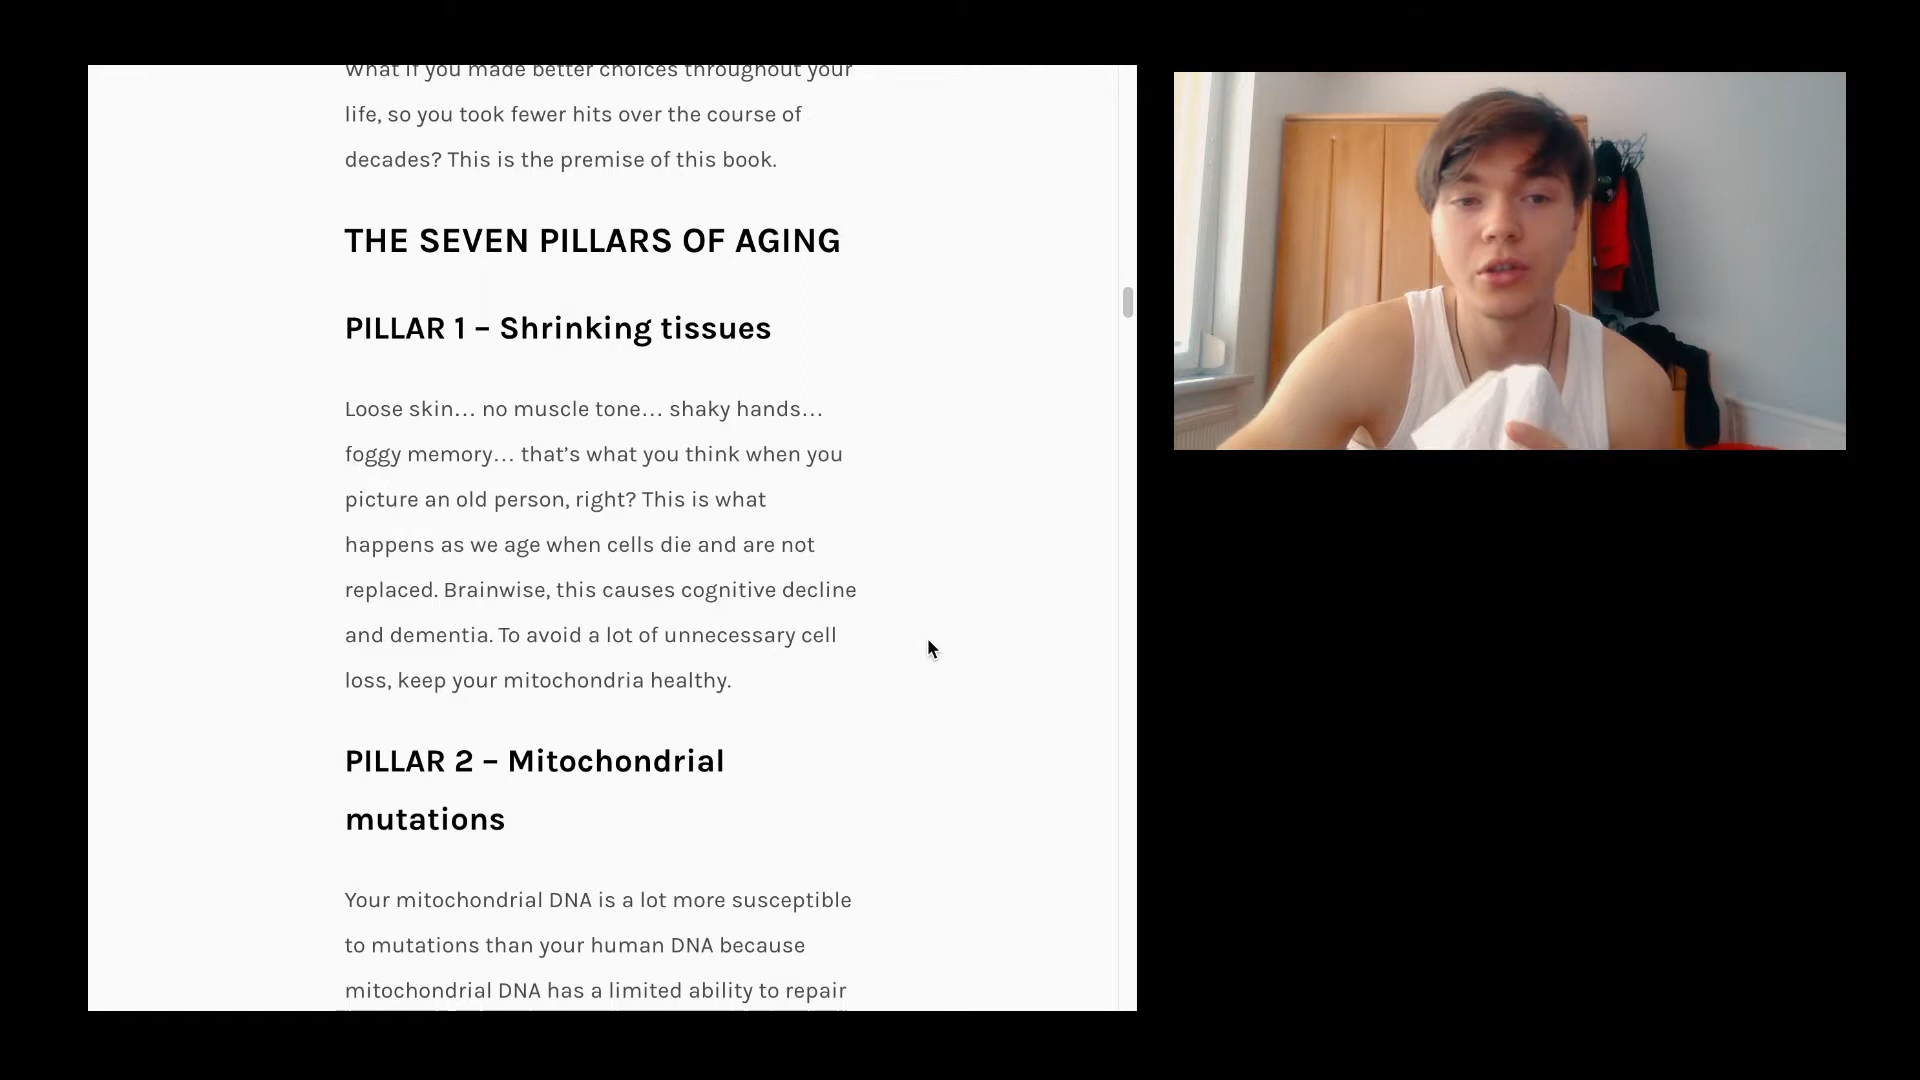 What if you made better choices throughout your
life, so you took fewer hits over the course of
decades? This is the premise of this book.
THE SEVEN PILLARS OF AGING
PILLAR 1 – Shrinking tissues
Loose skin… no muscle tone… shaky hands…
foggy memory… that’s what you think when you
picture an old person, right? This is what
happens as we age when cells die and are not
replaced. Brainwise, this causes cognitive decline
and dementia. To avoid a lot of unnecessary cell
loss, keep your mitochondria healthy.
PILLAR 2 – Mitochondrial
mutations
Your mitochondrial DNA is a lot more susceptible
to mutations than your human DNA because
mitochondrial DNA has a limited ability to repair